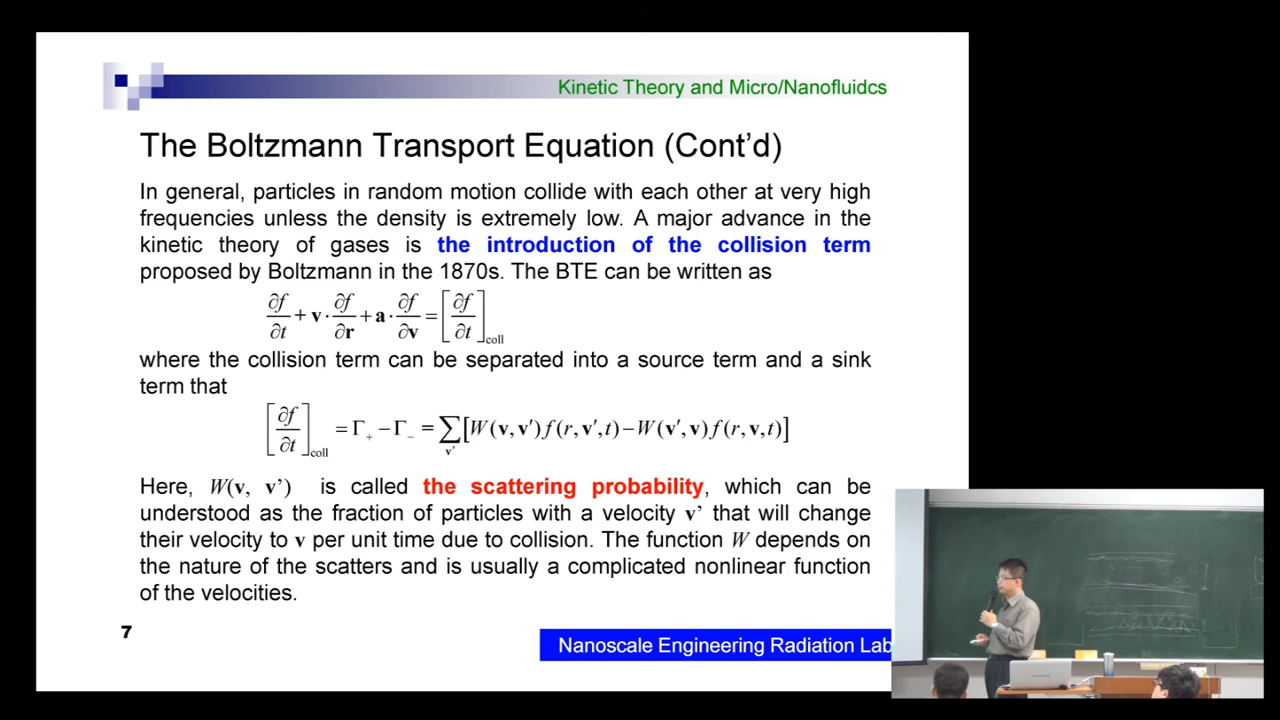 Kinetic Theory and Micro/Nanofluidcs
The Boltzmann Transport Equation (Cont'd)
In general, particles in random motion collide with each other at very high
frequencies unless the density is extremely low. A major advance in the
kinetic theory of gases is the introduction of the collision term
proposed by Boltzmann in the 1870s. The BTE can be written as
∂f/∂t + v · ∂f/∂r + a · ∂f/∂v = [∂f/∂t]coll
where the collision term can be separated into a source term and a sink
term that
[∂f/∂t]coll = Γ₊ − Γ₋ = ∑v′ [W(v, v′) f(r, v′, t) − W(v′, v) f(r, v, t)]
Here, W(v, v') is called the scattering probability, which can be
understood as the fraction of particles with a velocity v' that will change
their velocity to v per unit time due to collision. The function W depends on
the nature of the scatters and is usually a complicated nonlinear function
of the velocities.
7
Nanoscale Engineering Radiation Lab